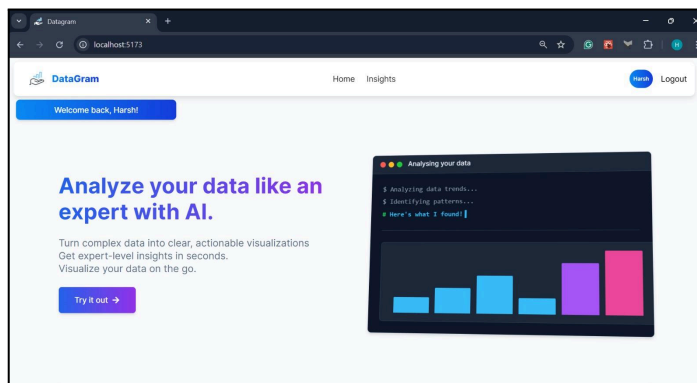 Datagram
localhost:5173
H
DataGram
Home
Insights
Harsh
Logout
Welcome back, Harsh!
Analyze your data like an
expert with AI.
Turn complex data into clear, actionable visualizations
Get expert-level insights in seconds.
Visualize your data on the go.
Try it out →
Analysing your data
$ Analyzing data trends...
$ Identifying patterns...
# Here's what I found!